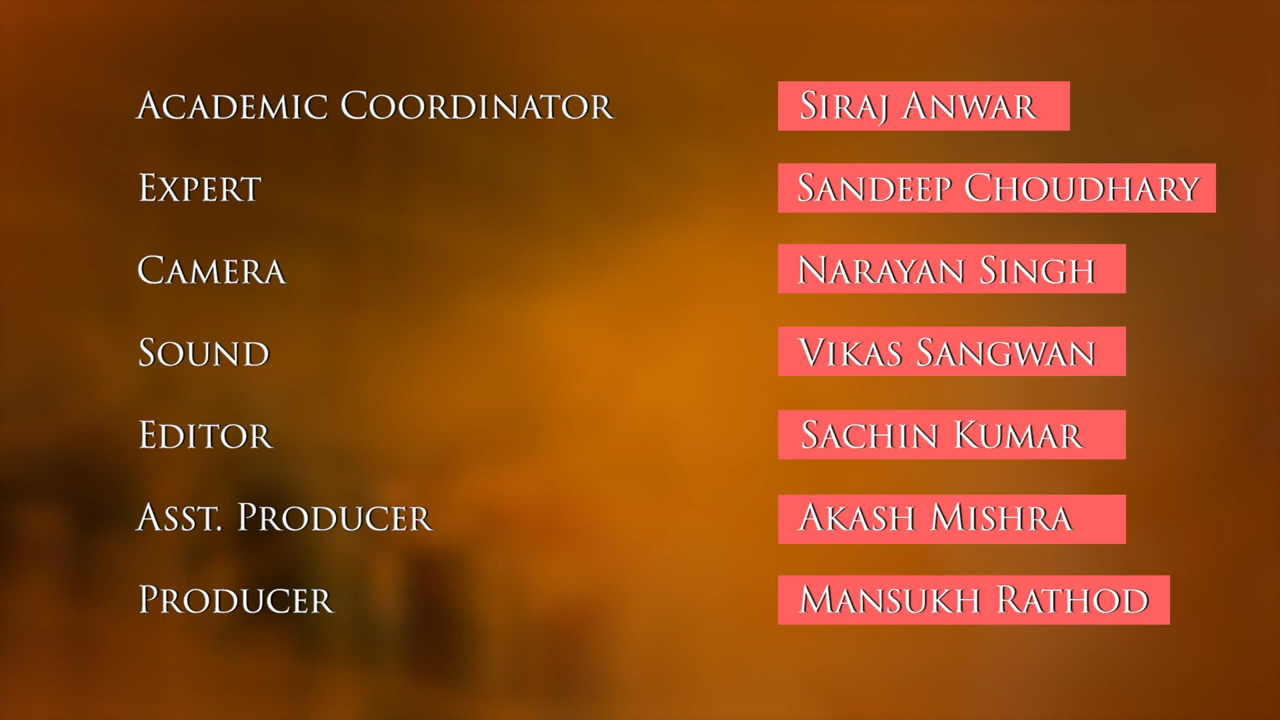 Academic Coordinator Siraj Anwar
Expert Sandeep Choudhary
Camera Narayan Singh
Sound Vikas Sangwan
Editor Sachin Kumar
Asst. Producer Akash Mishra
Producer Mansukh Rathod